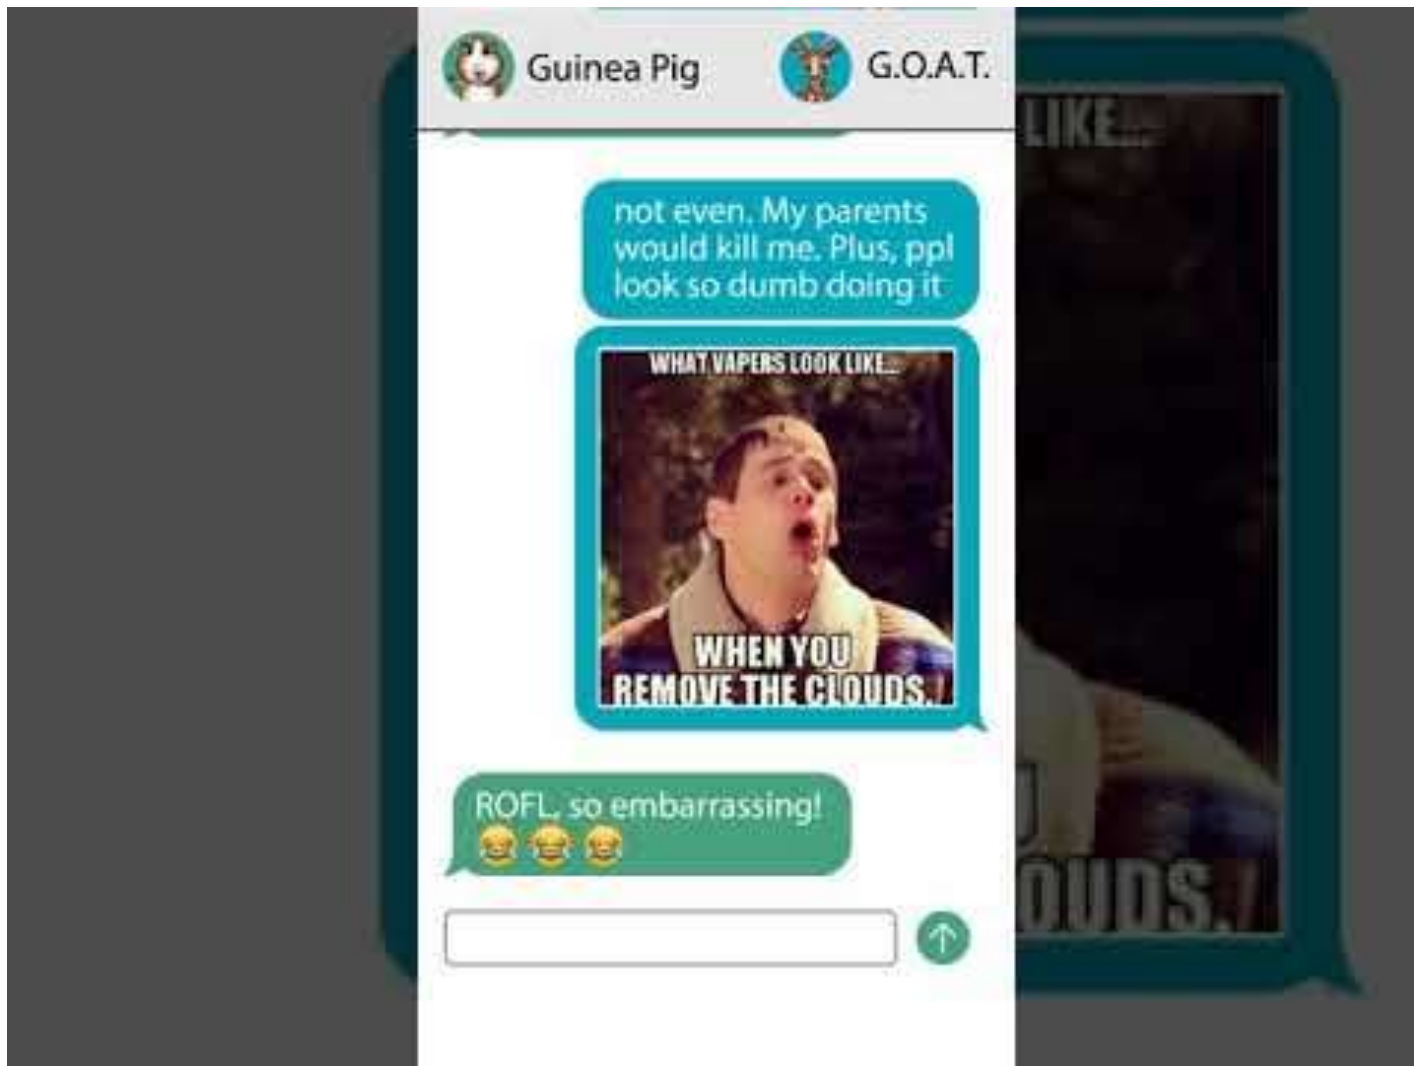 Guinea Pig
G.O.A.T.
not even. My parents
would kill me. Plus, ppl
look so dumb doing it
WHAT VAPERS LOOK LIKE...
WHEN YOU
REMOVE THE CLOUDS.
ROFL, so embarrassing!
😂 😂 😂
LIKE...
OUDS.